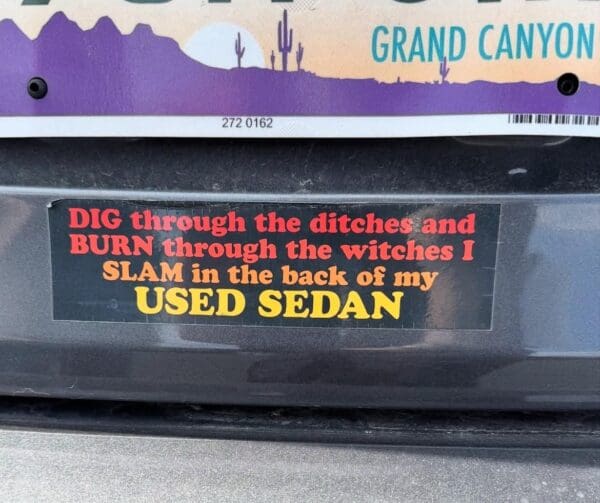 GRAND CANYON
272 0162
DIG through the ditches and
BURN through the witches I
SLAM in the back of my
USED SEDAN